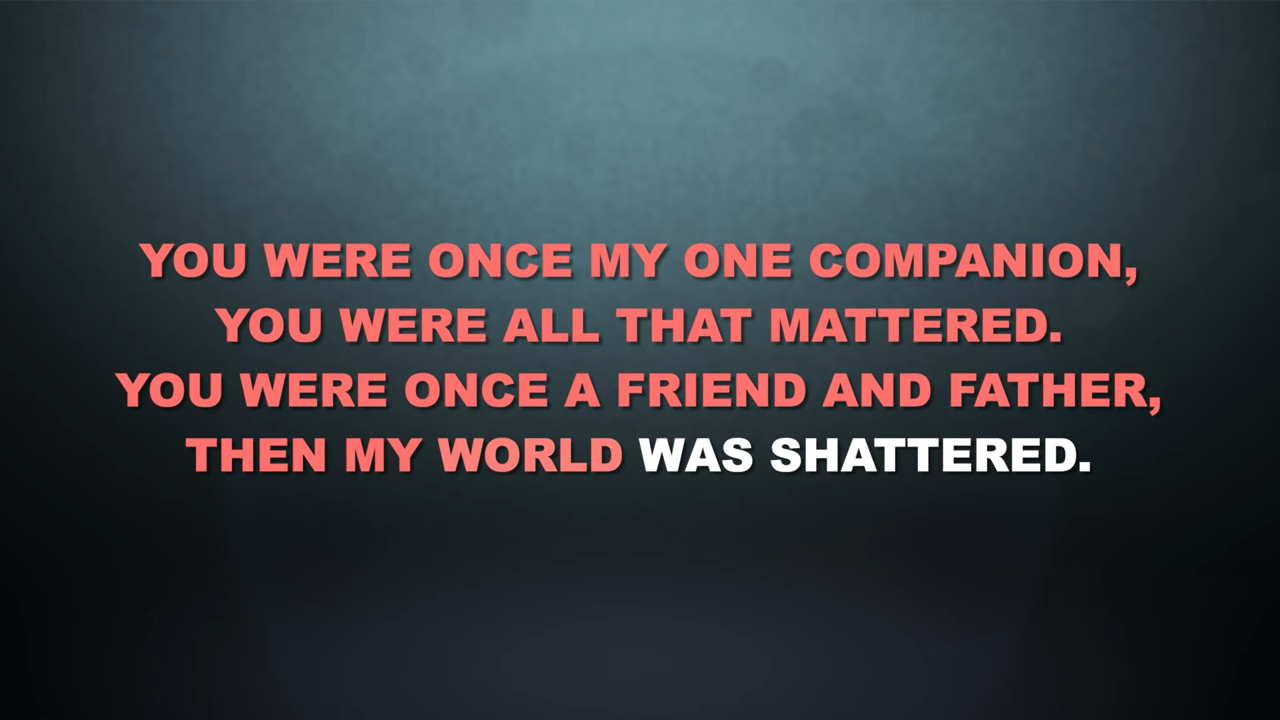 YOU WERE ONCE MY ONE COMPANION,
YOU WERE ALL THAT MATTERED.
YOU WERE ONCE A FRIEND AND FATHER,
THEN MY WORLD WAS SHATTERED.